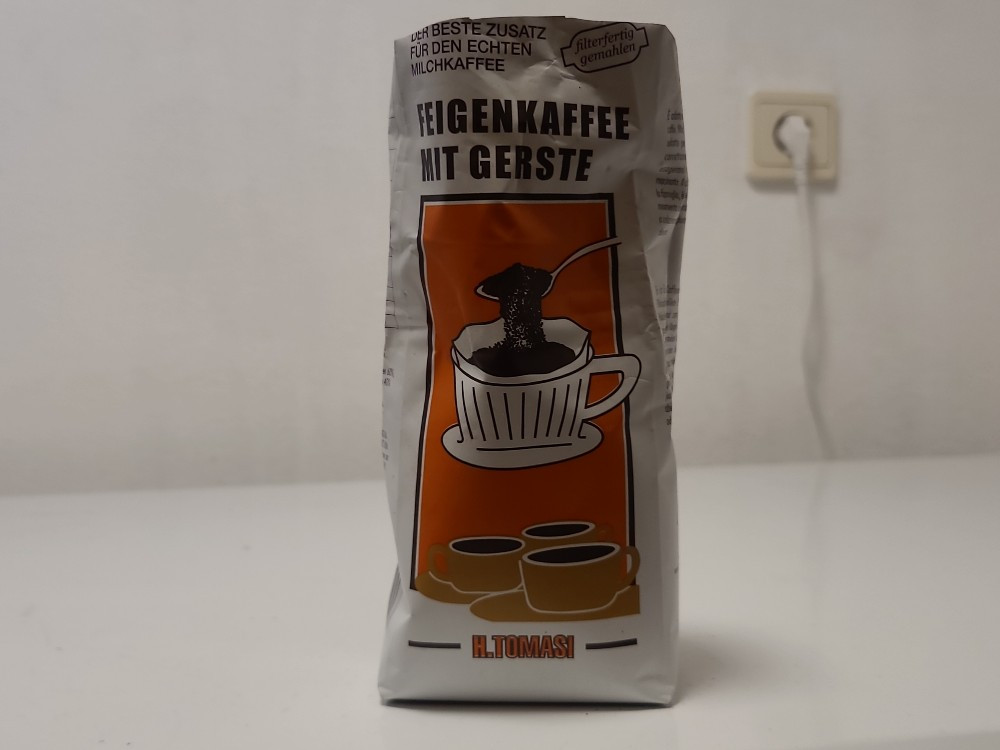 DER BESTE ZUSATZ
FÜR DEN ECHTEN
MILCHKAFFEE
filterfertig
gemahlen
FEIGENKAFFEE
MIT GERSTE
H.TOMASI